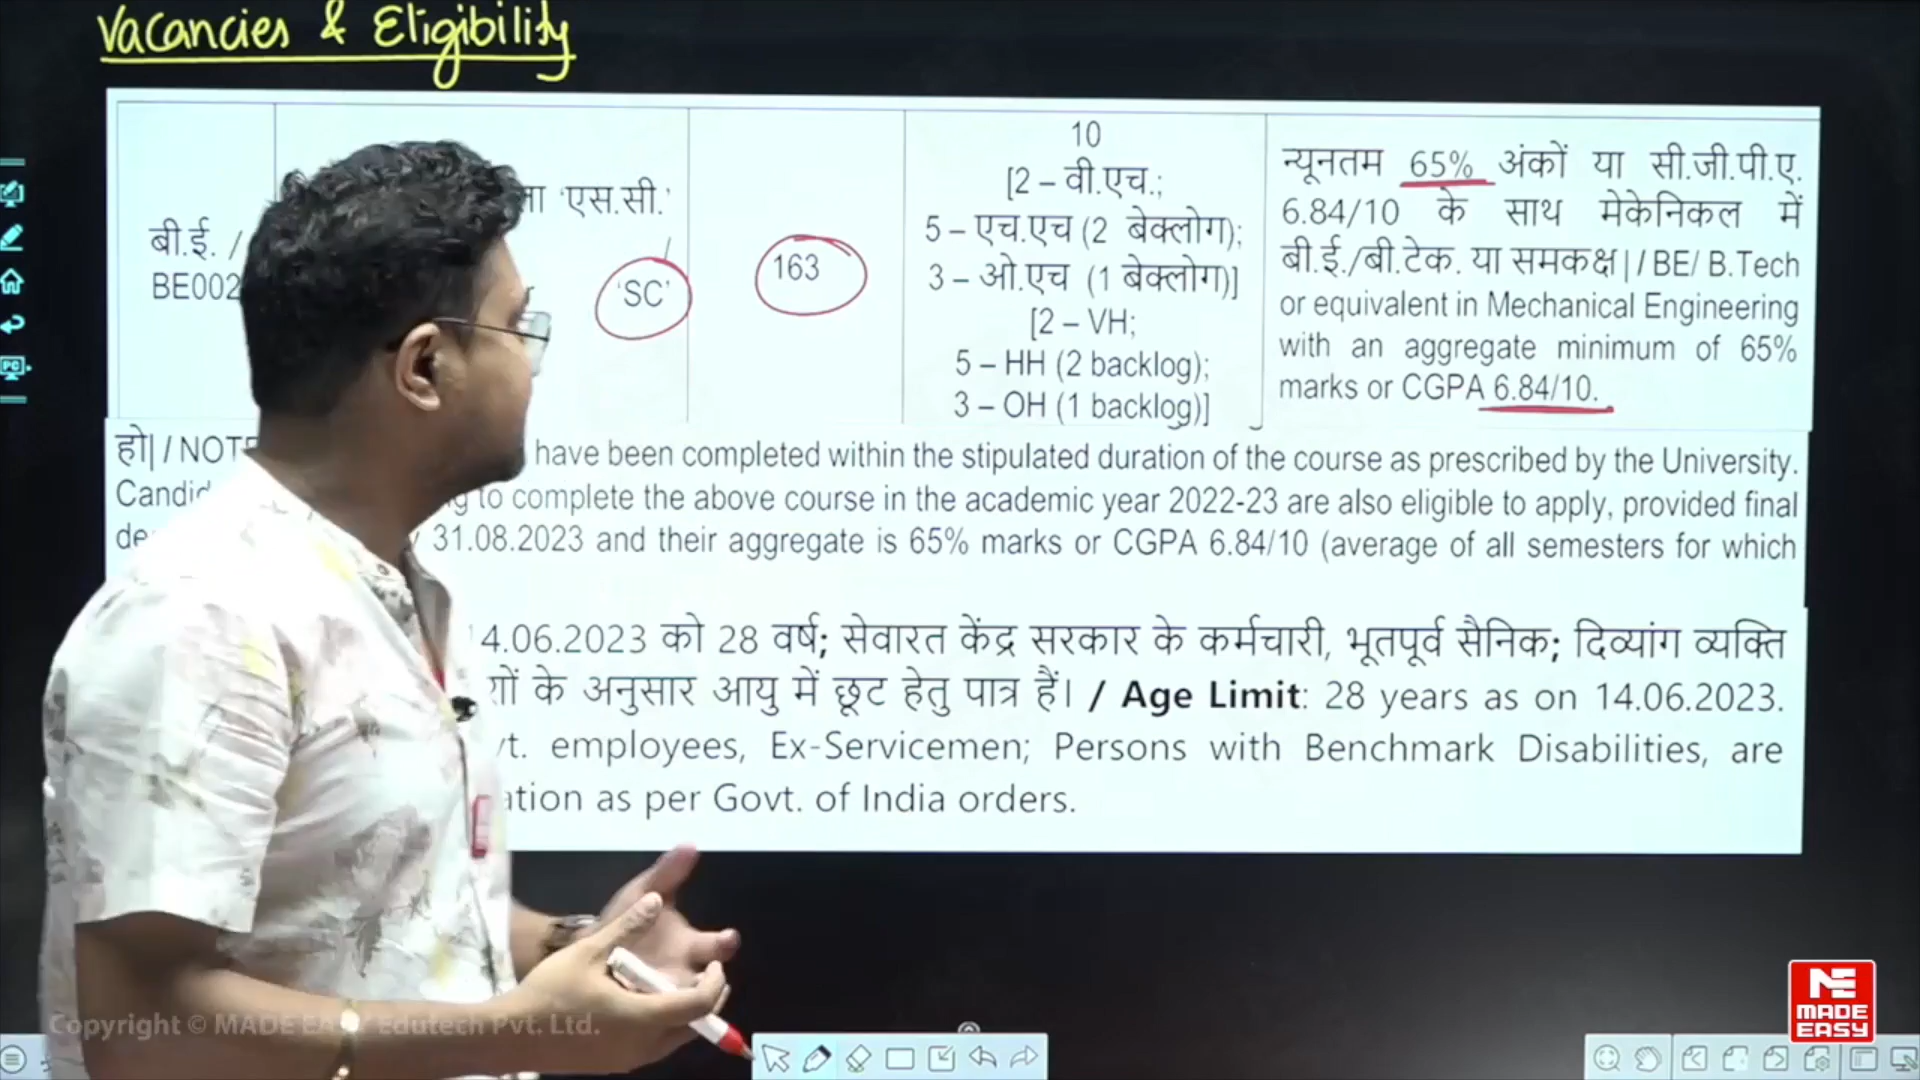 Vacancies & Eligibility
बी.ई. /
BE002
'एस.सी.'
'SC'
163
10
[2 – वी.एच.;
5 – एच.एच (2 बेक्लोग);
3 – ओ.एच (1 बेक्लोग)]
[2 – VH;
5 – HH (2 backlog);
3 – OH (1 backlog)]
न्यूनतम 65% अंकों या सी.जी.पी.ए.
6.84/10 के साथ मेकेनिकल में
बी.ई./बी.टेक. या समकक्ष| / BE/ B.Tech
or equivalent in Mechanical Engineering
with an aggregate minimum of 65%
marks or CGPA 6.84/10.
हो| / NOT have been completed within the stipulated duration of the course as prescribed by the University.
to complete the above course in the academic year 2022-23 are also eligible to apply, provided final
31.08.2023 and their aggregate is 65% marks or CGPA 6.84/10 (average of all semesters for which
4.06.2023 को 28 वर्ष; सेवारत केंद्र सरकार के कर्मचारी, भूतपूर्व सैनिक; दिव्यांग व्यक्ति
के अनुसार आयु में छूट हेतु पात्र हैं। / Age Limit: 28 years as on 14.06.2023.
employees, Ex-Servicemen; Persons with Benchmark Disabilities, are
ation as per Govt. of India orders.
PC
ME
MADE
EASY
Copyright © MADE EASY Edutech Pvt. Ltd.